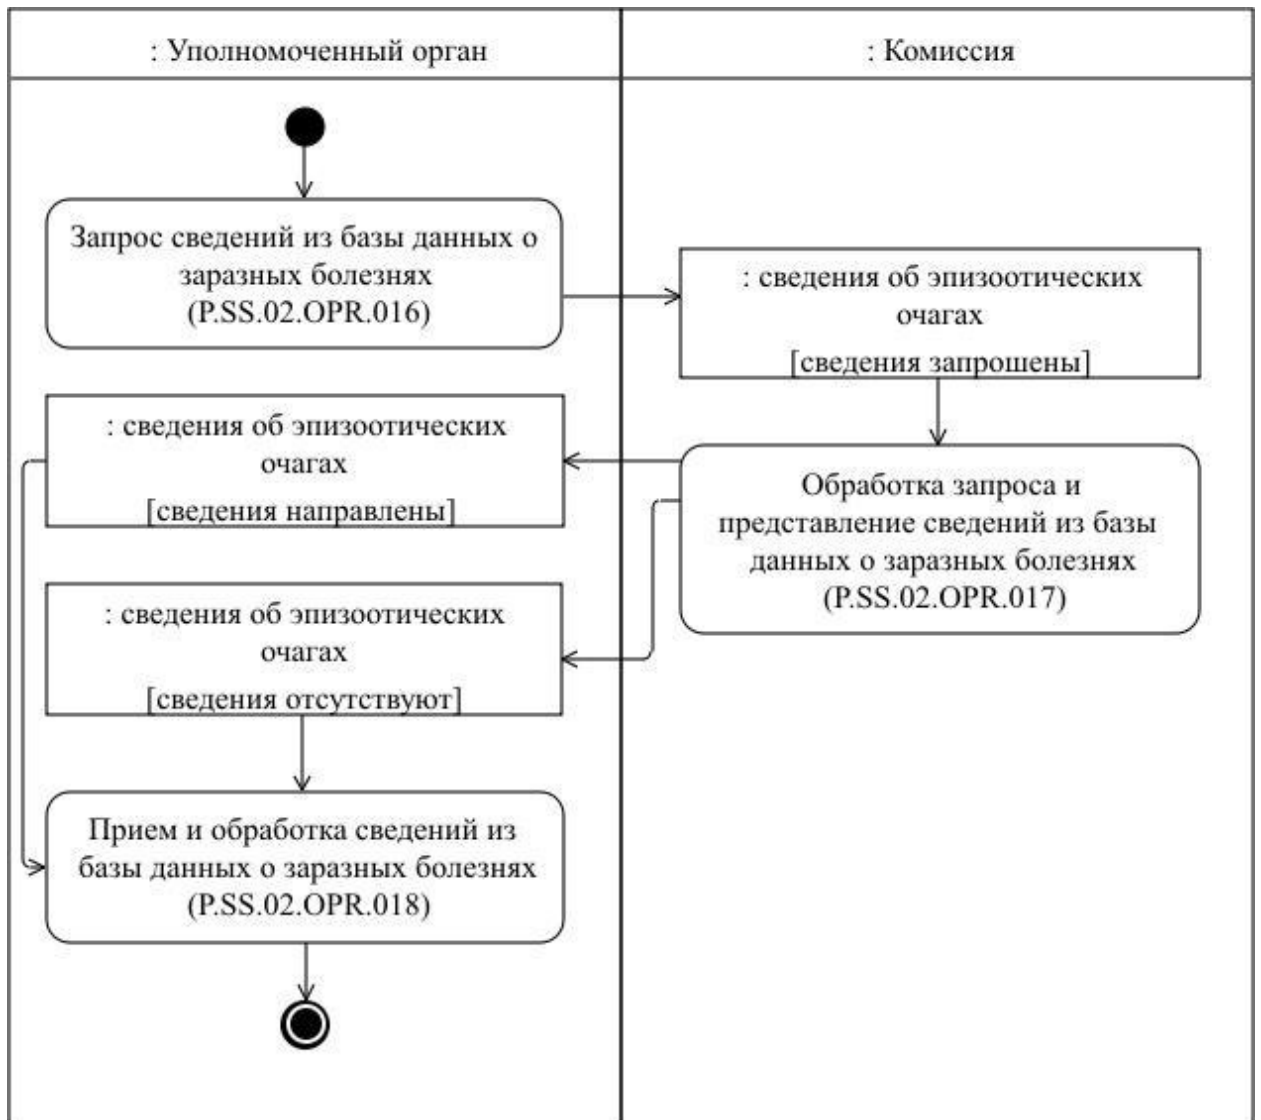 : Уполномоченный орган
: Комиссия
Запрос сведений из базы данных о
заразных болезнях
(P.SS.02.OPR.016)
: сведения об эпизоотических
очагах
[сведения запрошены]
: сведения об эпизоотических
очагах
[сведения направлены]
Обработка запроса и
представление сведений из базы
данных о заразных болезнях
(P.SS.02.OPR.017)
: сведения об эпизоотических
очагах
[сведения отсутствуют]
Прием и обработка сведений из
базы данных о заразных болезнях
(P.SS.02.OPR.018)